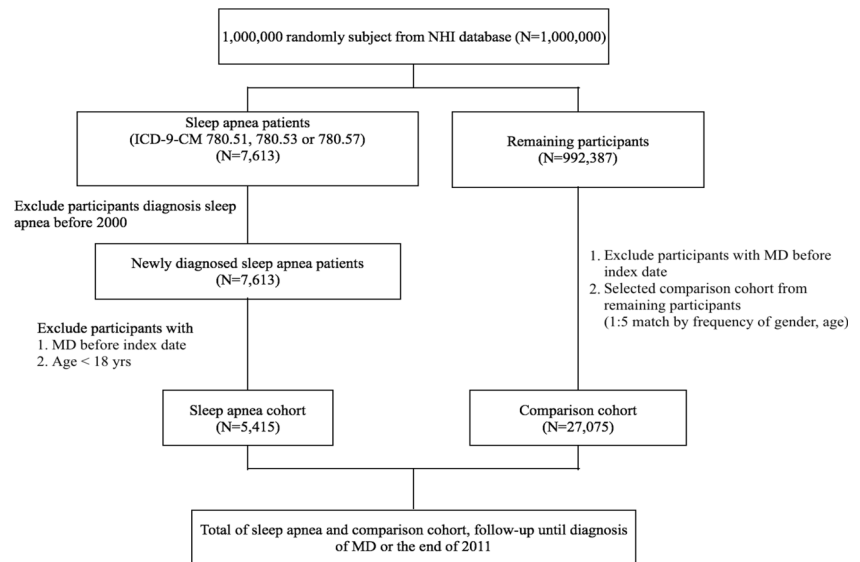 1,000,000 randomly subject from NHI database (N=1,000,000)
Sleep apnea patients
(ICD-9-CM 780.51, 780.53 or 780.57)
(N=7,613)
Remaining participants
(N=992,387)
Exclude participants diagnosis sleep
apnea before 2000
Newly diagnosed sleep apnea patients
(N=7,613)
1. Exclude participants with MD before
index date
2. Selected comparison cohort from
remaining participants
(1:5 match by frequency of gender, age)
Exclude participants with
1. MD before index date
2. Age < 18 yrs
Sleep apnea cohort
(N=5,415)
Comparison cohort
(N=27,075)
Total of sleep apnea and comparison cohort, follow-up until diagnosis
of MD or the end of 2011